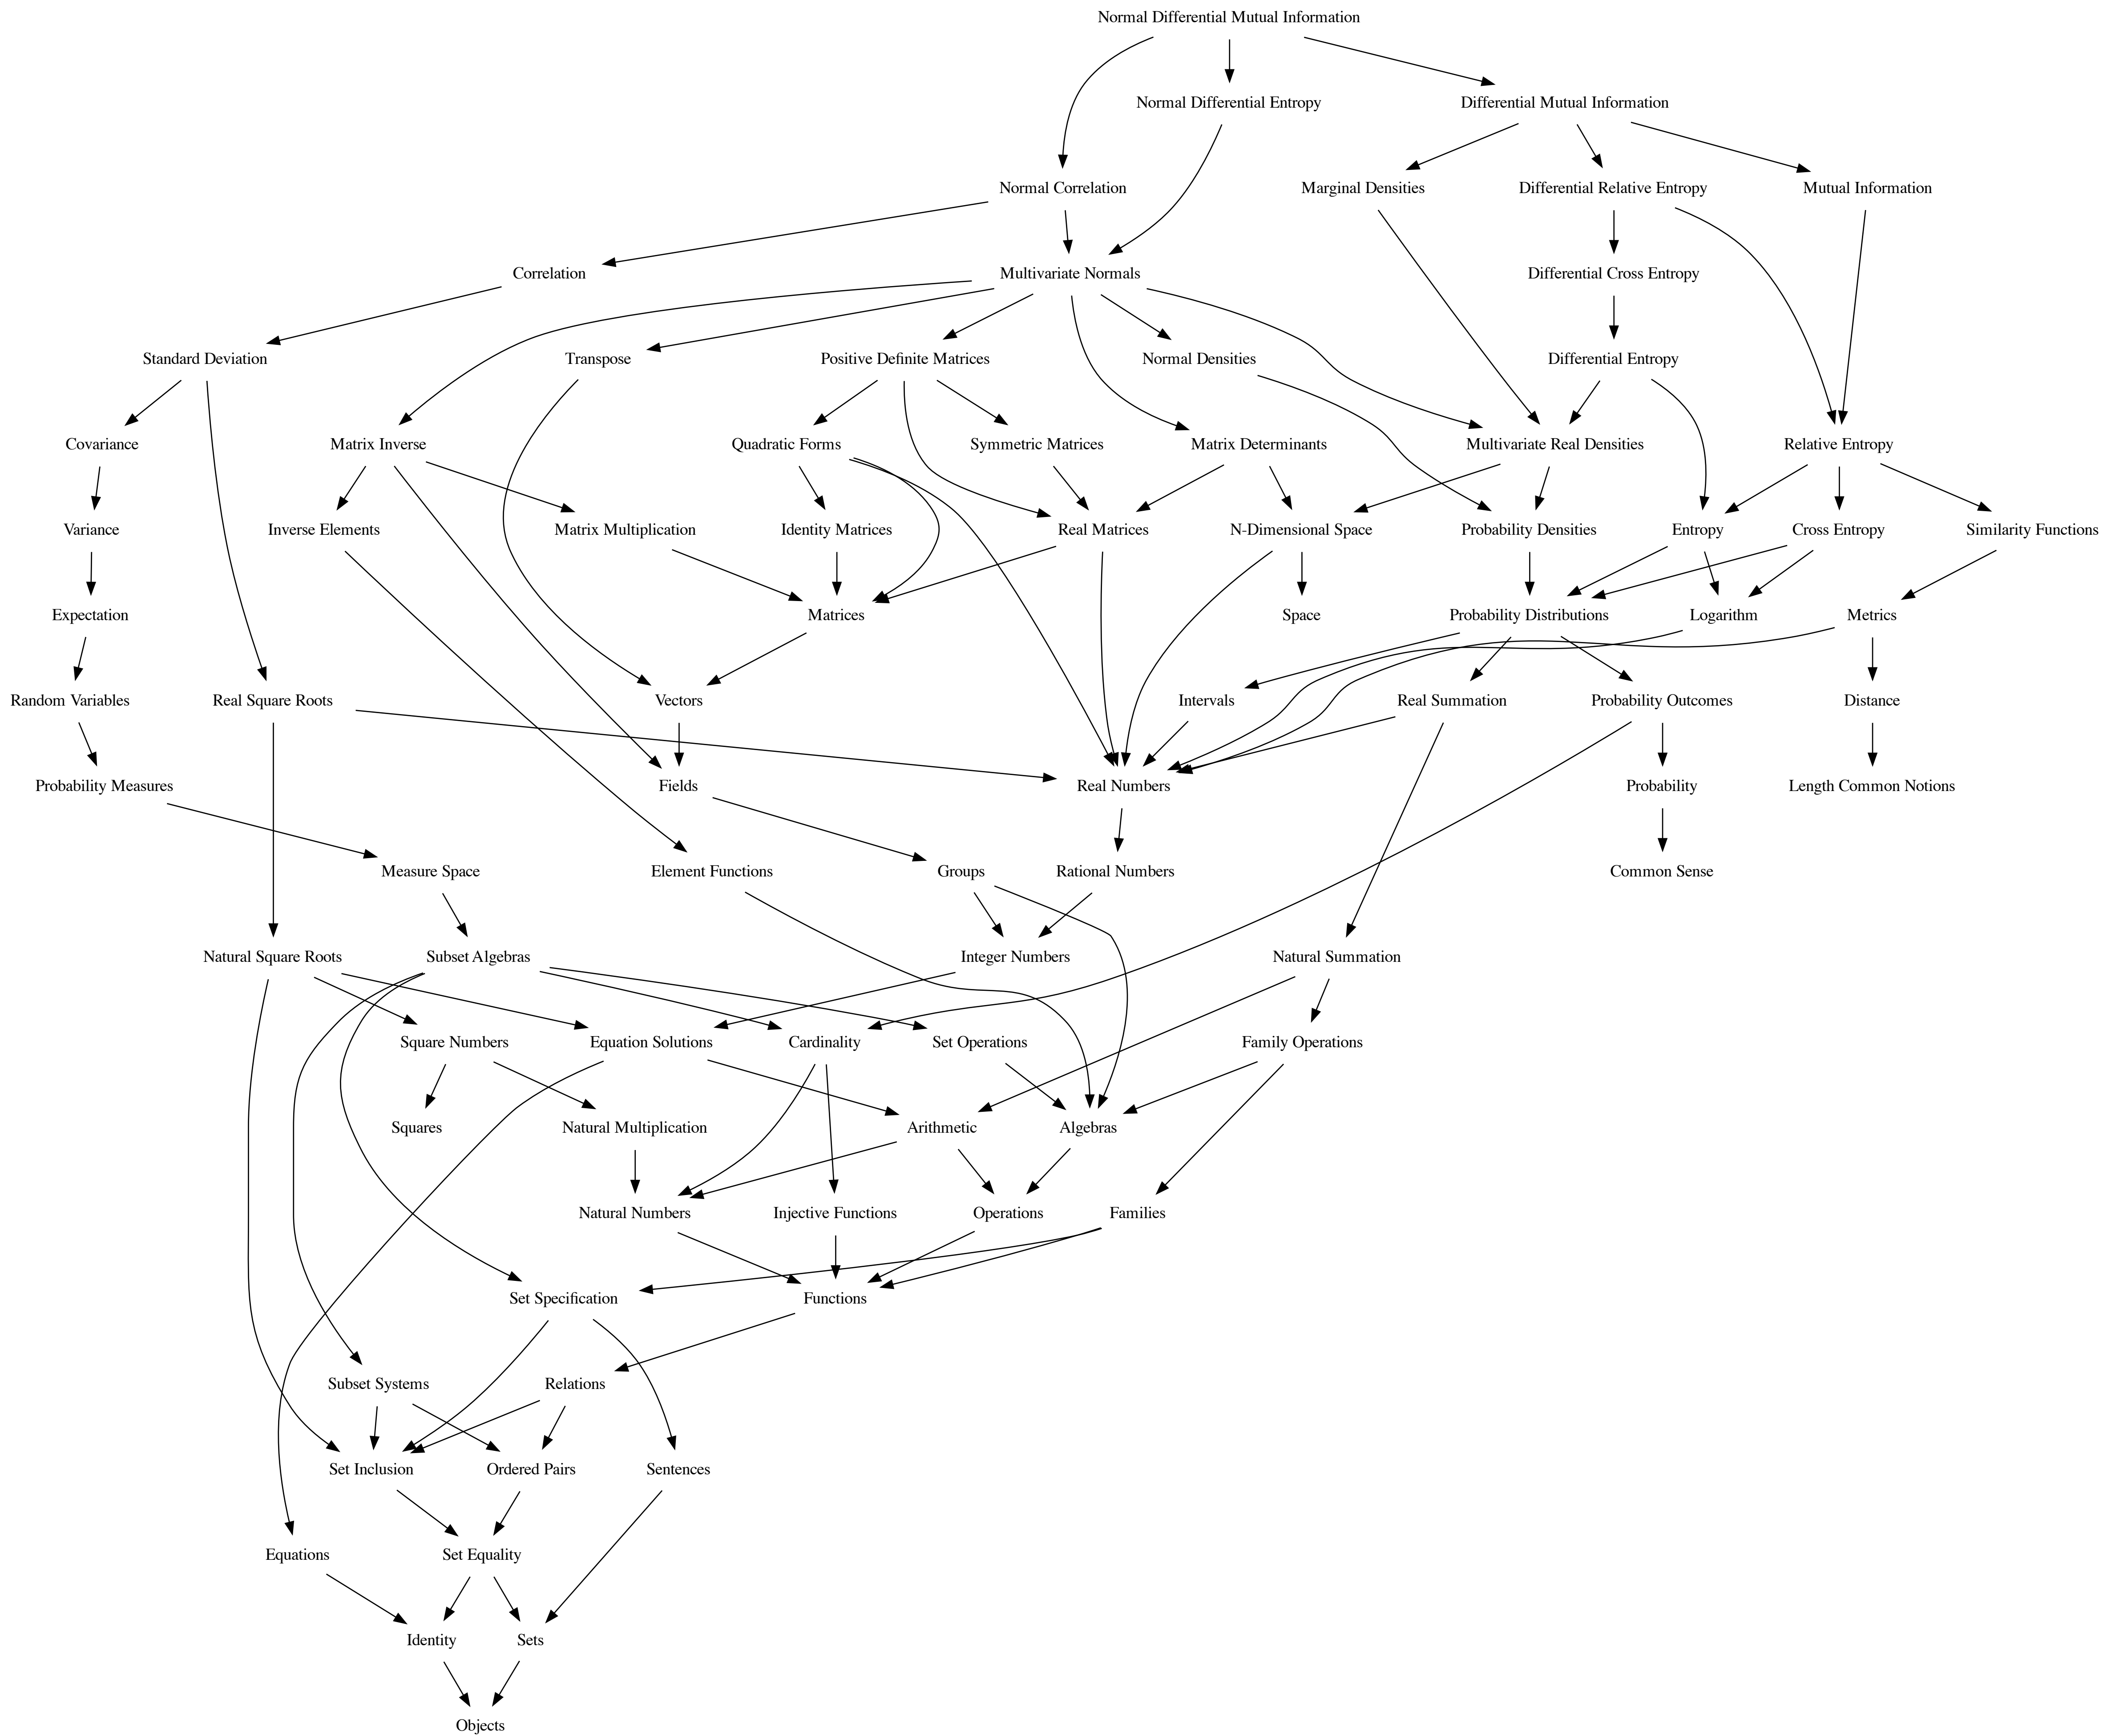 Normal Differential Mutual Information
Normal Differential Entropy
Differential Mutual Information
Normal Correlation
Marginal Densities
Differential Relative Entropy
Mutual Information
Correlation
Multivariate Normals
Differential Cross Entropy
Standard Deviation
Transpose
Positive Definite Matrices
Normal Densities
Differential Entropy
Covariance
Matrix Inverse
Quadratic Forms
Symmetric Matrices
Matrix Determinants
Multivariate Real Densities
Relative Entropy
Variance
Inverse Elements
Matrix Multiplication
Identity Matrices
Real Matrices
N-Dimensional Space
Probability Densities
Entropy
Cross Entropy
Similarity Functions
Expectation
Matrices
Space
Probability Distributions
Logarithm
Metrics
Random Variables
Real Square Roots
Vectors
Intervals
Real Summation
Probability Outcomes
Distance
Probability Measures
Fields
Real Numbers
Probability
Length Common Notions
Measure Space
Element Functions
Groups
Rational Numbers
Common Sense
Natural Square Roots
Subset Algebras
Integer Numbers
Natural Summation
Square Numbers
Equation Solutions
Cardinality
Set Operations
Family Operations
Squares
Natural Multiplication
Arithmetic
Algebras
Natural Numbers
Injective Functions
Operations
Families
Set Specification
Functions
Subset Systems
Relations
Set Inclusion
Ordered Pairs
Sentences
Equations
Set Equality
Identity
Sets
Objects